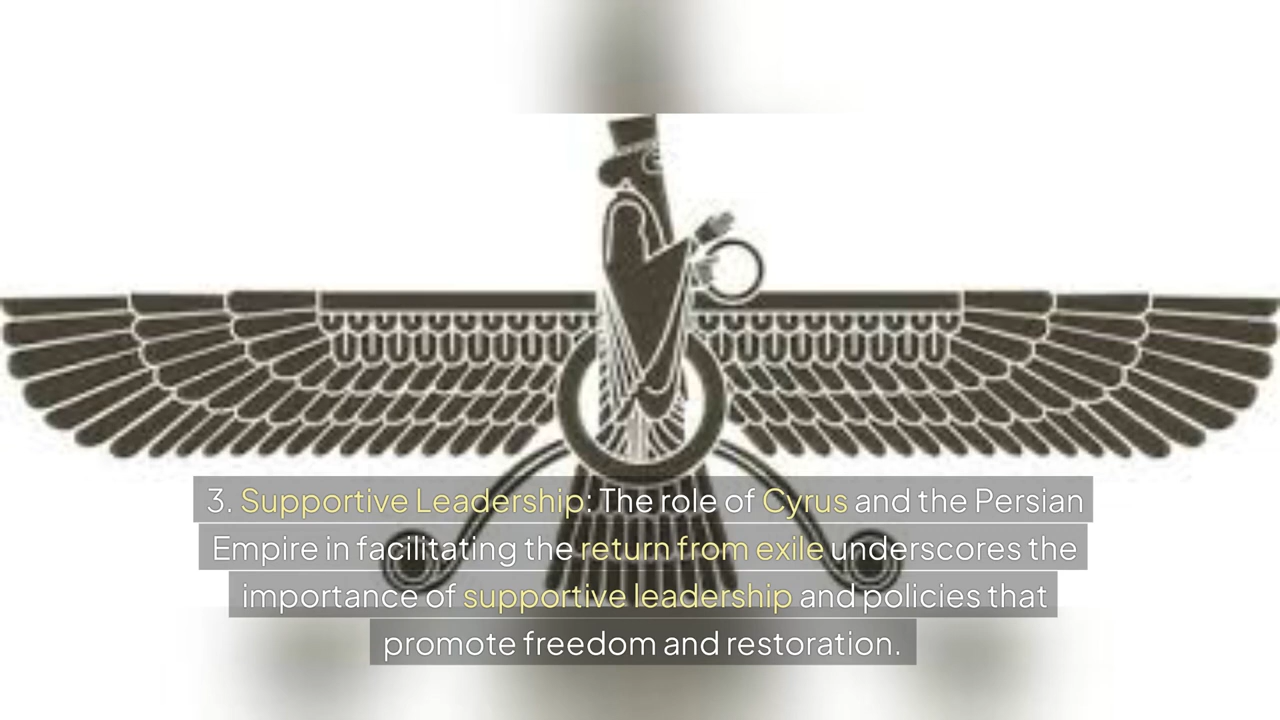 3. Supportive Leadership: The role of Cyrus and the Persian
Empire in facilitating the return from exile underscores the
importance of supportive leadership and policies that
promote freedom and restoration.